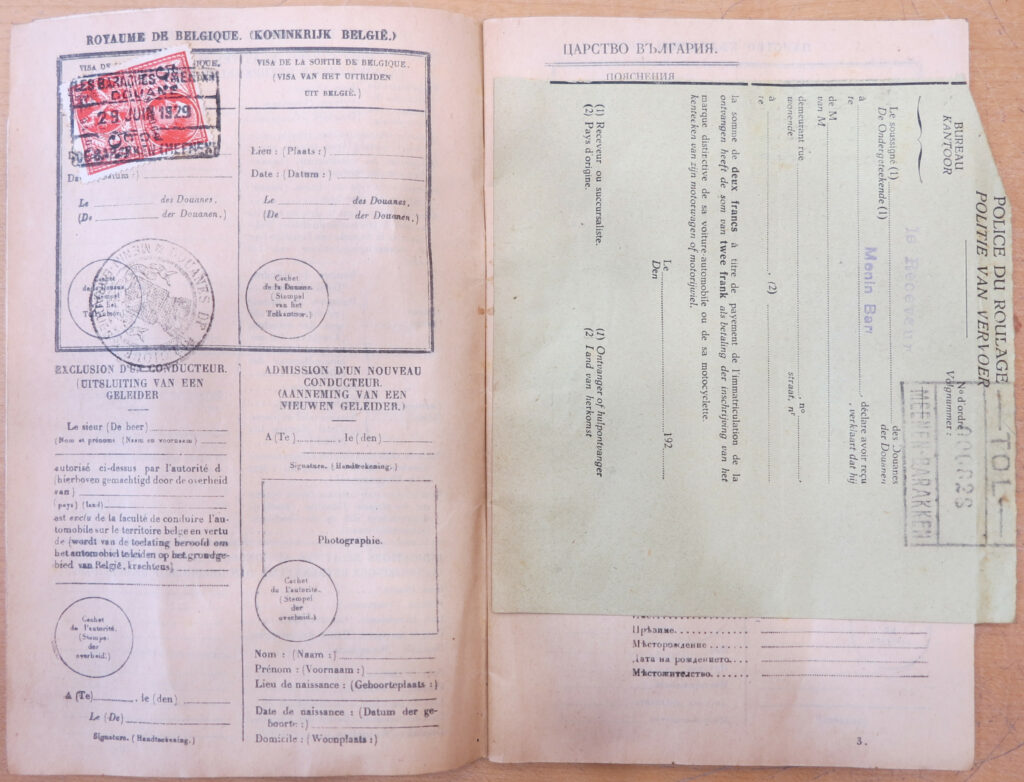 ROYAUME DE BELGIQUE. (KONINKRIJK BELGIË.)
VISA DE
IQUE.
DOUANE
28 JUIN 1929
Le des Douanes,
(De der Douanen.)
Cachet
VISA DE LA SORTIE DE BELGIQUE.
(VISA VAN HET UITRIJDEN
UIT BELGIË.)
Lieu : (Plaats : )
Date : (Datum : )
Le des Douanes,
(De der Douanen.)
Cachet
de la Douane.
(Stempel
van het
Tolkantoor.)
EXCLUSION D'UN CONDUCTEUR.
(UITSLUITING VAN EEN
GELEIDER
Le sieur (De heer)
(Nom et prénoms) (Naam en voornaam)
autorisé ci-dessus par l'autorité d
(hierboven gemachtigd door de overheid
van)
(pays) (land)
est exclu de la faculté de conduire l'au-
tomobile sur le territoire belge en vertu
de (wordt van de toelating beroofd om
het automobiel te leiden op het grondge-
bied van België, krachtens)
Cachet
de l'autorité.
(Stempel
der
overheid.)
A (Te) , le (den)
Le (De)
Signature. (Handteekening.)
ADMISSION D'UN NOUVEAU
CONDUCTEUR.
(AANNEMING VAN EEN
NIEUWEN GELEIDER.)
A (Te) , le (den)
Signature. (Handteekening.)
Photographie.
Cachet
de l'autorité.
(Stempel
der
overheid.)
Nom : (Naam :)
Prénom : (Voornaam :)
Lieu de naissance : (Geboorteplaats : )
Date de naissance : (Datum der ge-
boorte :)
Domicile : (Woonplaats :)
ЦАРСТВО БЪЛГАРИЯ.
ПОЯСНЕНИЯ
POLICE DU ROULAGE
POLITIE VAN VERVOER
BUREAU
KANTOOR
N° d'ordre
Volgnummer :
TOL
MEENEN-BARAKKEN
le Receveur
Le soussigné (1) des Douanes
De Ondergeteekende (1) der Douanen
Menin Bar
à , déclare avoir reçu
te , verklaart dat hij
de M
van M
demeurant rue , n°
wonende straat, n°
à , (2)
te
la somme de deux francs à titre de payement de l'immatriculation de la
ontvangen heeft de som van twee frank als betaling der inschrijving van het
marque distinctive de sa voiture-automobile ou de sa motocyclette.
kenteeken van zijn motorwagen of motorrijwiel.
Le
Den 192
(1) Receveur ou succursaliste.
(2) Pays d'origine.
(1) Ontvanger of hulpontvanger
(2) Land van herkomst
Прѣзиме.
Мѣсторождение
Дата на рождението.
Мѣстожителство.
3.